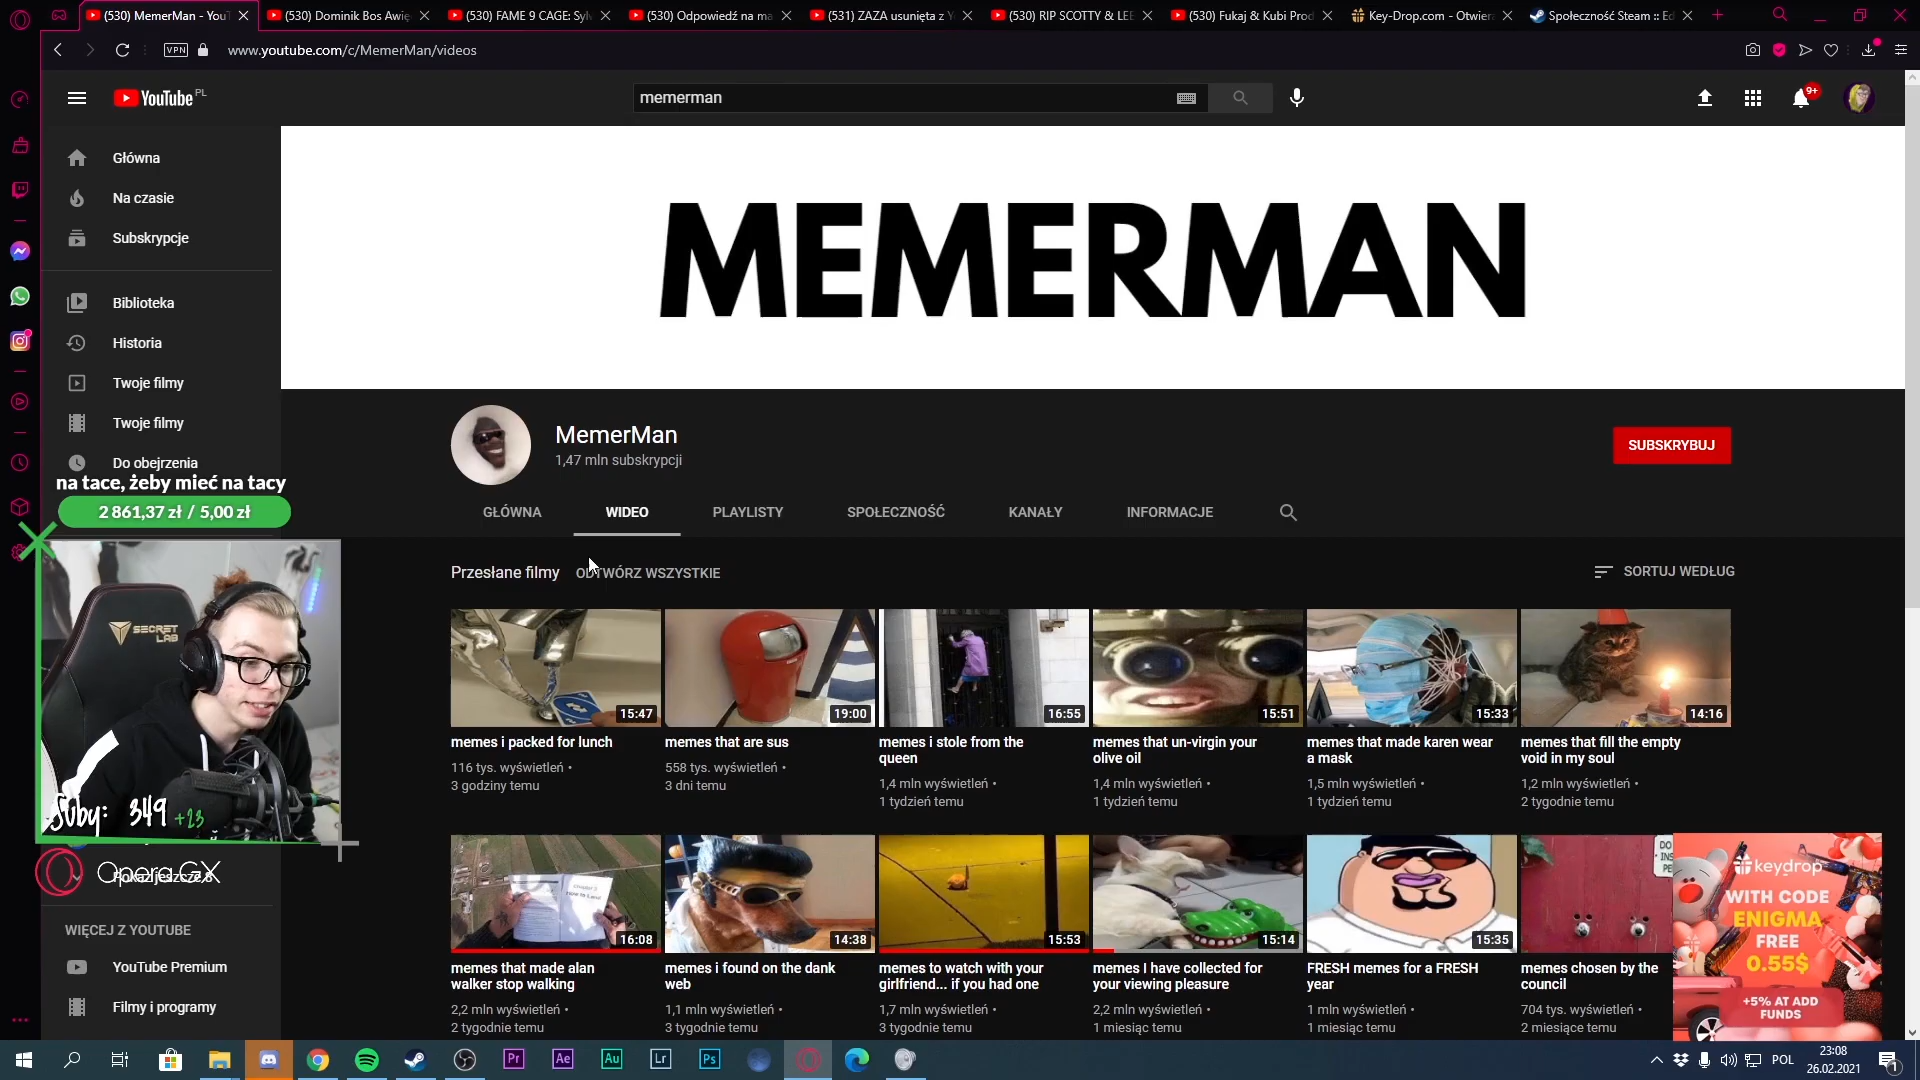 (530) MemerMan - YouT
(530) Dominik Bos Awię
(530) FAME 9 CAGE: Sylv
(530) Odpowiedź na ma
(531) ZAZA usunięta z Y
(530) RIP SCOTTY & LEE
(530) Fukaj & Kubi Prod
Key-Drop.com - Otwiera
Społeczność Steam :: Ed
VPN
www.youtube.com/c/MemerMan/videos
YouTube PL
memerman
9+
Główna
Na czasie
Subskrypcje
Biblioteka
Historia
Twoje filmy
Twoje filmy
Do obejrzenia
na tace, żeby mieć na tacy
2 861,37 zł / 5,00 zł
SECRET
LAB
Suby: 349 +23
Opera GX
WIĘCEJ Z YOUTUBE
YouTube Premium
Filmy i programy
MEMERMAN
MemerMan
1,47 mln subskrypcji
SUBSKRYBUJ
GŁÓWNA
WIDEO
PLAYLISTY
SPOŁECZNOŚĆ
KANAŁY
INFORMACJE
Przesłane filmy
ODTWÓRZ WSZYSTKIE
SORTUJ WEDŁUG
15:47
19:00
16:55
15:51
15:33
14:16
memes i packed for lunch
116 tys. wyświetleń •
3 godziny temu
memes that are sus
558 tys. wyświetleń •
3 dni temu
memes i stole from the
queen
1,4 mln wyświetleń •
1 tydzień temu
memes that un-virgin your
olive oil
1,4 mln wyświetleń •
1 tydzień temu
memes that made karen wear
a mask
1,5 mln wyświetleń •
1 tydzień temu
memes that fill the empty
void in my soul
1,2 mln wyświetleń •
2 tygodnie temu
16:08
14:38
15:53
15:14
15:35
memes that made alan
walker stop walking
2,2 mln wyświetleń •
2 tygodnie temu
memes i found on the dank
web
1,1 mln wyświetleń •
3 tygodnie temu
memes to watch with your
girlfriend... if you had one
1,7 mln wyświetleń •
3 tygodnie temu
memes I have collected for
your viewing pleasure
2,2 mln wyświetleń •
1 miesiąc temu
FRESH memes for a FRESH
year
1 mln wyświetleń •
1 miesiąc temu
memes chosen by the
council
704 tys. wyświetleń •
2 miesiące temu
keydrop
WITH CODE
ENIGMA
FREE
0.55$
+5% AT ADD
FUNDS
Pr
Ae
Au
Lr
Ps
POL
23:08
26.02.2021
1